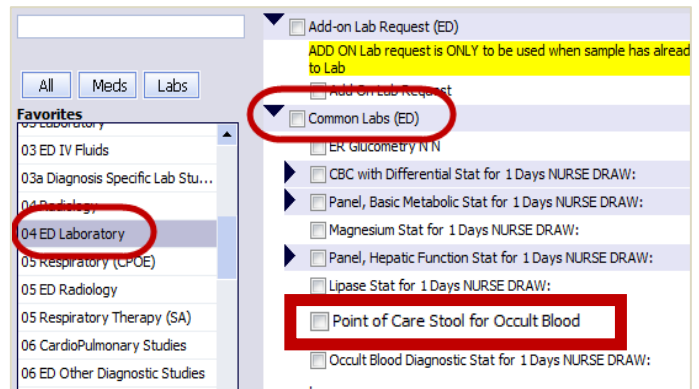 All Meds Labs
Favorites
03 Laboratory
03 ED IV Fluids
03a Diagnosis Specific Lab Stu...
04 Radiology
04 ED Laboratory
05 Respiratory (CPOE)
05 ED Radiology
05 Respiratory Therapy (SA)
06 CardioPulmonary Studies
06 ED Other Diagnostic Studies
Add-on Lab Request (ED)
ADD ON Lab request is ONLY to be used when sample has alread
to Lab
Add On Lab Request
Common Labs (ED)
ER Glucometry N N
CBC with Differential Stat for 1 Days NURSE DRAW:
Panel, Basic Metabolic Stat for 1 Days NURSE DRAW:
Magnesium Stat for 1 Days NURSE DRAW:
Panel, Hepatic Function Stat for 1 Days NURSE DRAW:
Lipase Stat for 1 Days NURSE DRAW:
Point of Care Stool for Occult Blood
Occult Blood Diagnostic Stat for 1 Days NURSE DRAW: